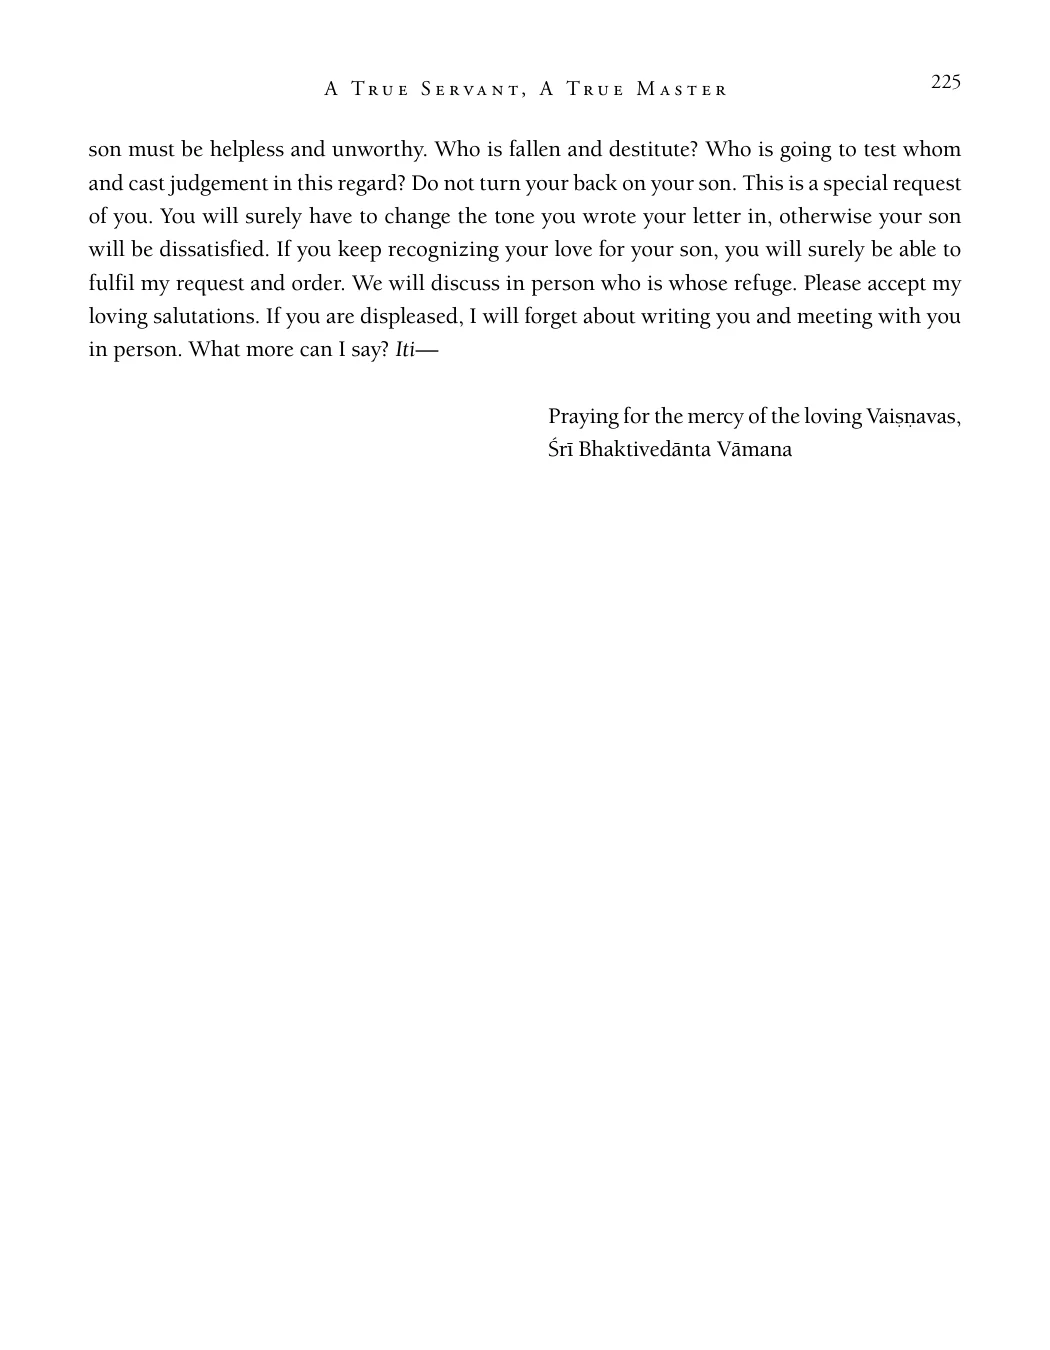 A True Servant, A True Master
225
son must be helpless and unworthy. Who is fallen and destitute? Who is going to test whom
and cast judgement in this regard? Do not turn your back on your son. This is a special request
of you. You will surely have to change the tone you wrote your letter in, otherwise your son
will be dissatisfied. If you keep recognizing your love for your son, you will surely be able to
fulfil my request and order. We will discuss in person who is whose refuge. Please accept my
loving salutations. If you are displeased, I will forget about writing you and meeting with you
in person. What more can I say? Iti—
Praying for the mercy of the loving Vaiṣṇavas,
Śrī Bhaktivedānta Vāmana